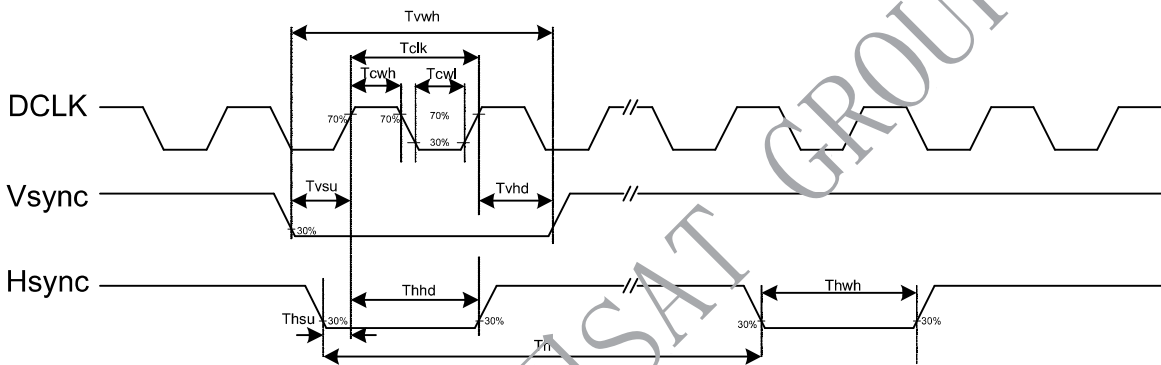 Tvwh
Tclk
Tcwh Tcwl
DCLK
70% 70% 70%
30%
Vsync
Tvsu Tvhd
30%
Hsync
Thhd Thwh
Thsu 30% 30% 30% 30%
GROUP